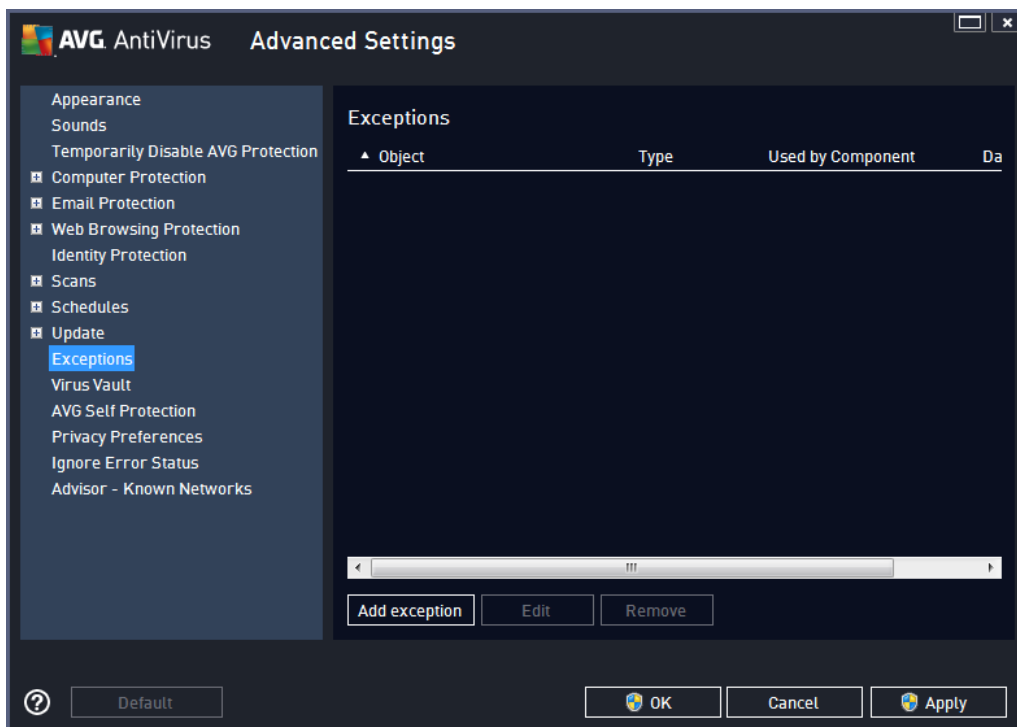 AVG. AntiVirus Advanced Settings
Appearance
Sounds
Temporarily Disable AVG Protection
Computer Protection
Email Protection
Web Browsing Protection
Identity Protection
Scans
Schedules
Update
Exceptions
Virus Vault
AVG Self Protection
Privacy Preferences
Ignore Error Status
Advisor - Known Networks
Exceptions
Object Type Used by Component Da
Add exception Edit Remove
Default OK Cancel Apply